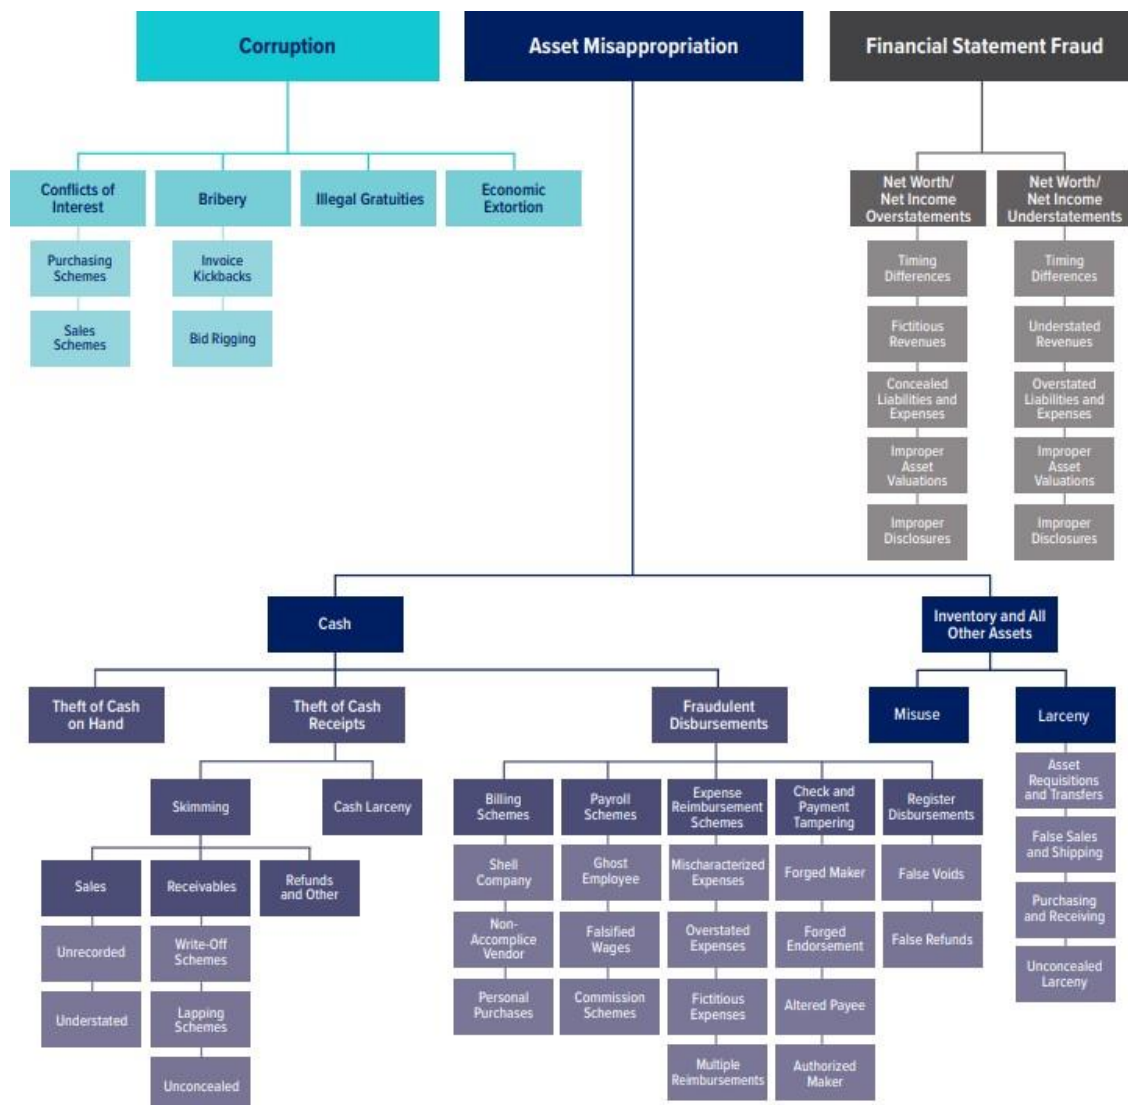 Corruption
Asset Misappropriation
Financial Statement Fraud
Conflicts of
Interest
Bribery
Illegal Gratuities
Economic
Extortion
Purchasing
Schemes
Sales
Schemes
Invoice
Kickbacks
Bid Rigging
Net Worth/
Net Income
Overstatements
Timing
Differences
Fictitious
Revenues
Concealed
Liabilities and
Expenses
Improper
Asset
Valuations
Improper
Disclosures
Net Worth/
Net Income
Understatements
Timing
Differences
Understated
Revenues
Overstated
Liabilities and
Expenses
Improper
Asset
Valuations
Improper
Disclosures
Cash
Inventory and All
Other Assets
Theft of Cash
on Hand
Theft of Cash
Receipts
Fraudulent
Disbursements
Misuse
Larceny
Skimming
Cash Larceny
Sales
Unrecorded
Understated
Receivables
Write-Off
Schemes
Lapping
Schemes
Unconcealed
Refunds
and Other
Billing
Schemes
Shell
Company
Non-
Accomplice
Vendor
Personal
Purchases
Payroll
Schemes
Ghost
Employee
Falsified
Wages
Commission
Schemes
Expense
Reimbursement
Schemes
Mischaracterized
Expenses
Overstated
Expenses
Fictitious
Expenses
Multiple
Reimbursements
Check and
Payment
Tampering
Forged Maker
Forged
Endorsement
Altered Payee
Authorized
Maker
Register
Disbursements
False Voids
False Refunds
Asset
Requisitions
and Transfers
False Sales
and Shipping
Purchasing
and Receiving
Unconcealed
Larceny